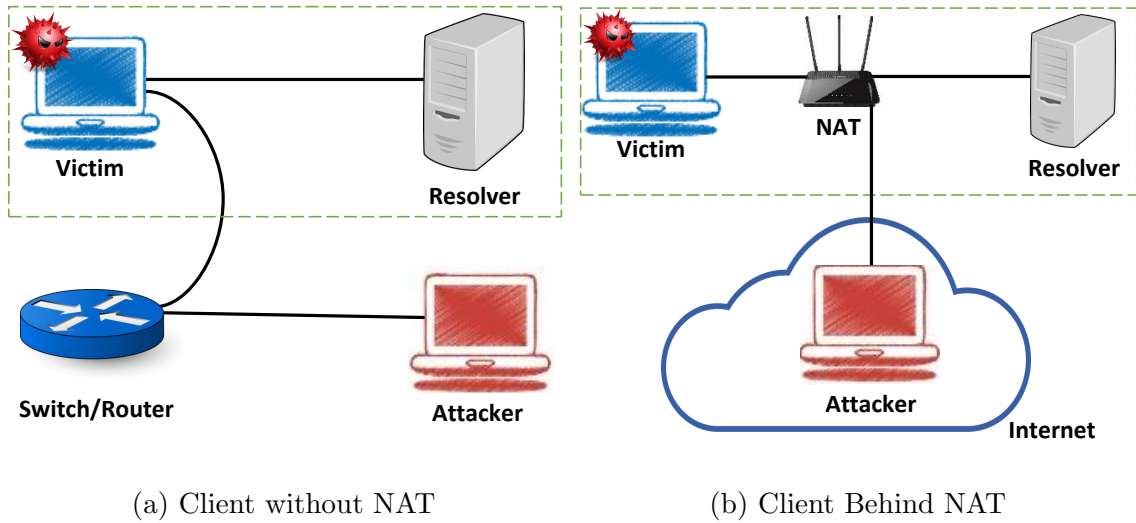 Victim
Resolver
Switch/Router
Attacker
(a) Client without NAT
NAT
Victim
Resolver
Attacker
Internet
(b) Client Behind NAT